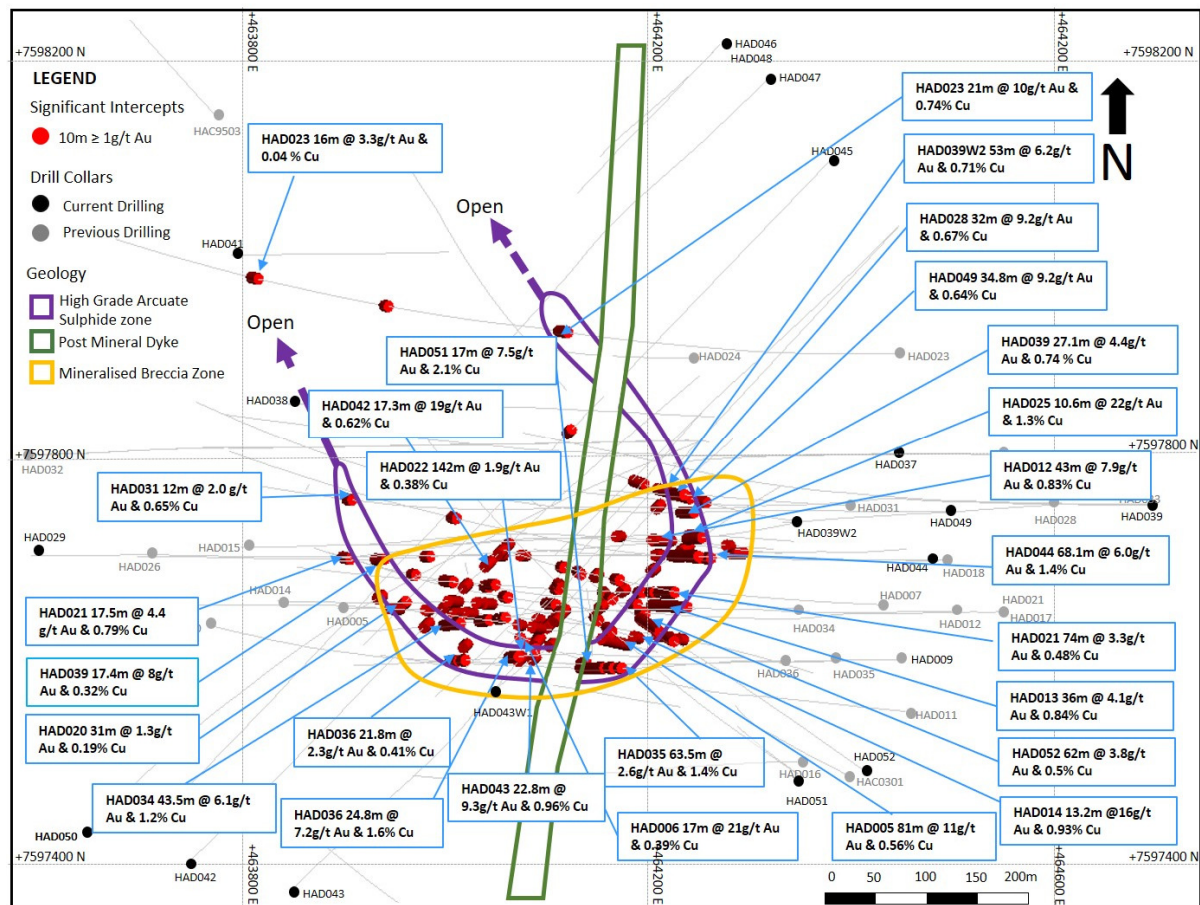 +463800 E
+464200 E
+464200 E
+7598200 N
+7598200 N
LEGEND
Significant Intercepts
10m ≥ 1g/t Au
Drill Collars
Current Drilling
Previous Drilling
Geology
High Grade Arcuate
Sulphide zone
Post Mineral Dyke
Mineralised Breccia Zone
HAC9503
HAD046
HAD048
HAD047
HAD045
N
HAD023 16m @ 3.3g/t Au &
0.04 % Cu
HAD023 21m @ 10g/t Au &
0.74% Cu
HAD039W2 53m @ 6.2g/t
Au & 0.71% Cu
HAD028 32m @ 9.2g/t Au
& 0.67% Cu
HAD049 34.8m @ 9.2g/t Au
& 0.64% Cu
HAD041
Open
Open
HAD024
HAD023
HAD051 17m @ 7.5g/t
Au & 2.1% Cu
HAD039 27.1m @ 4.4g/t
Au & 0.74 % Cu
HAD038
HAD042 17.3m @ 19g/t Au
& 0.62% Cu
HAD025 10.6m @ 22g/t Au
& 1.3% Cu
HAD022 142m @ 1.9g/t Au
& 0.38% Cu
HAD012 43m @ 7.9g/t
Au & 0.83% Cu
+7597800 N
+7597800 N
HAD032
HAD037
HAD031 12m @ 2.0 g/t
Au & 0.65% Cu
HAD031
HAD049
HAD028
HAD039
HAD039W2
HAD029
HAD026
HAD015
HAD044
HAD018
HAD044 68.1m @ 6.0g/t
Au & 1.4% Cu
HAD014
HAD005
HAD007
HAD012
HAD021
HAD017
HAD034
HAD021 17.5m @ 4.4
g/t Au & 0.79% Cu
HAD021 74m @ 3.3g/t
Au & 0.48% Cu
HAD039 17.4m @ 8g/t
Au & 0.32% Cu
HAD036
HAD035
HAD009
HAD013 36m @ 4.1g/t
Au & 0.84% Cu
HAD020 31m @ 1.3g/t
Au & 0.19% Cu
HAD043W1
HAD011
HAD036 21.8m @
2.3g/t Au & 0.41% Cu
HAD035 63.5m @
2.6g/t Au & 1.4% Cu
HAD016
HAD052
HAC0301
HAD051
HAD052 62m @ 3.8g/t
Au & 0.5% Cu
HAD034 43.5m @ 6.1g/t
Au & 1.2% Cu
HAD036 24.8m @
7.2g/t Au & 1.6% Cu
HAD043 22.8m @
9.3g/t Au & 0.96% Cu
HAD006 17m @ 21g/t Au
& 0.39% Cu
HAD005 81m @ 11g/t
Au & 0.56% Cu
HAD014 13.2m @16g/t
Au & 0.93% Cu
HAD050
HAD042
HAD043
+7597400 N
+7597400 N
+463800 E
+464200 E
+464600 E
0 50 100 150 200m